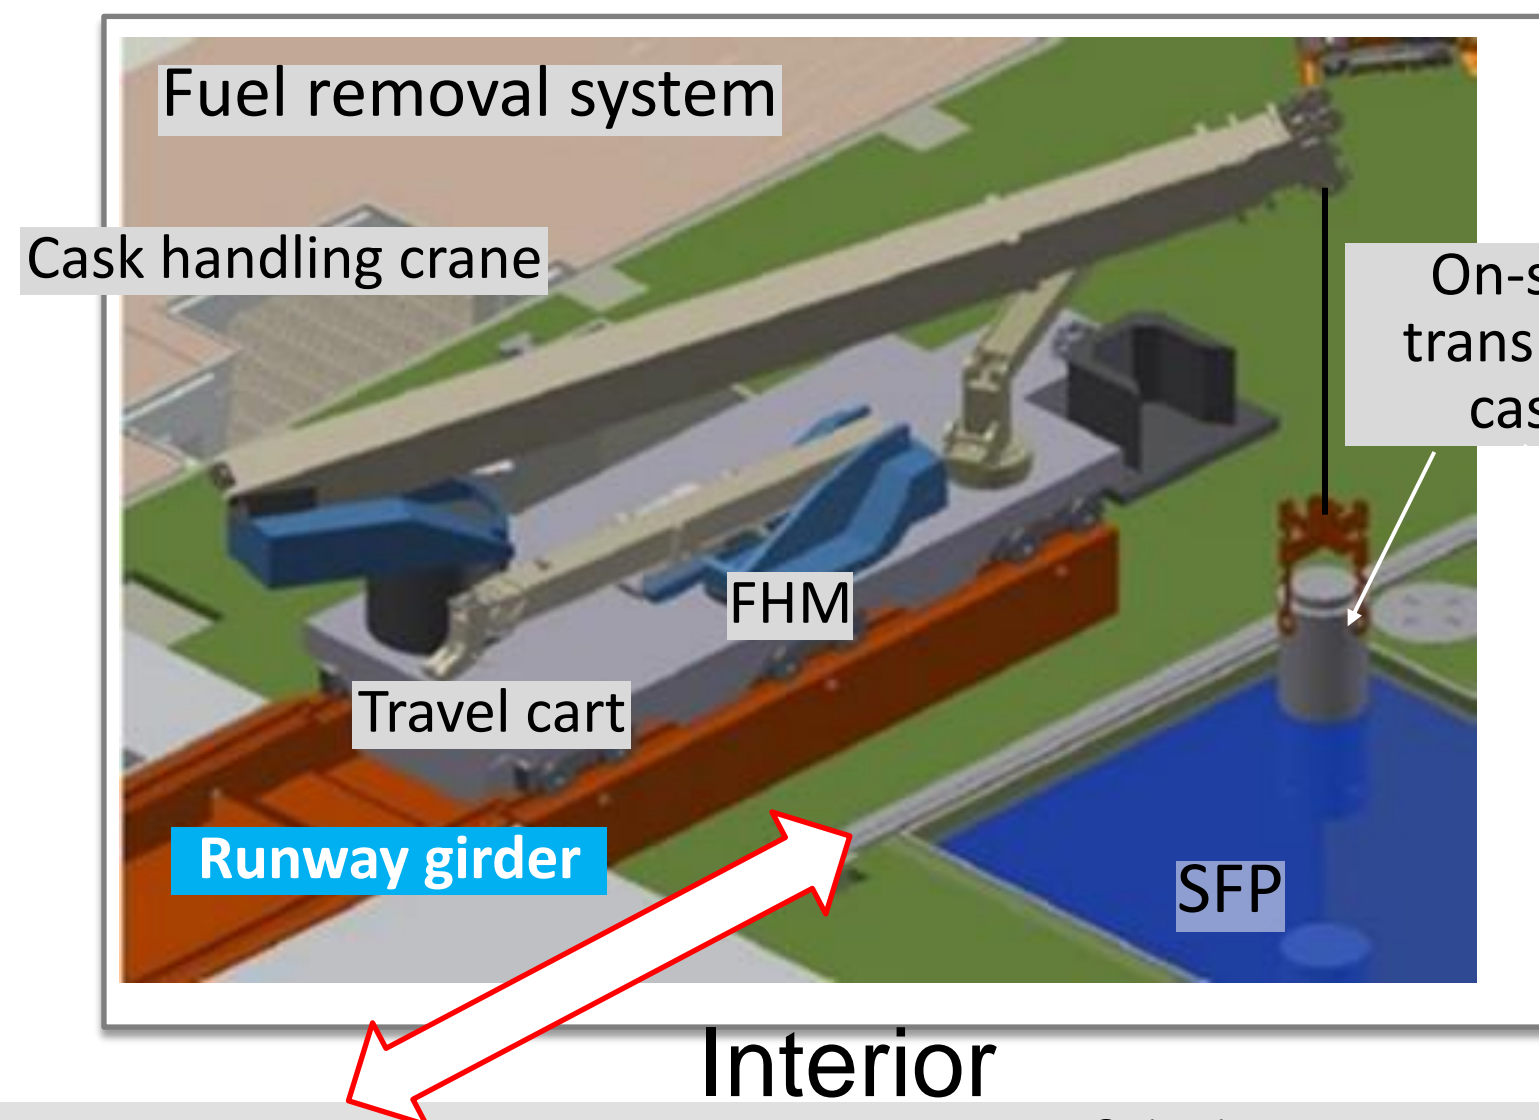 Fuel removal system
Cask handling crane
FHM
Travel cart
Runway girder
SFP
Interior